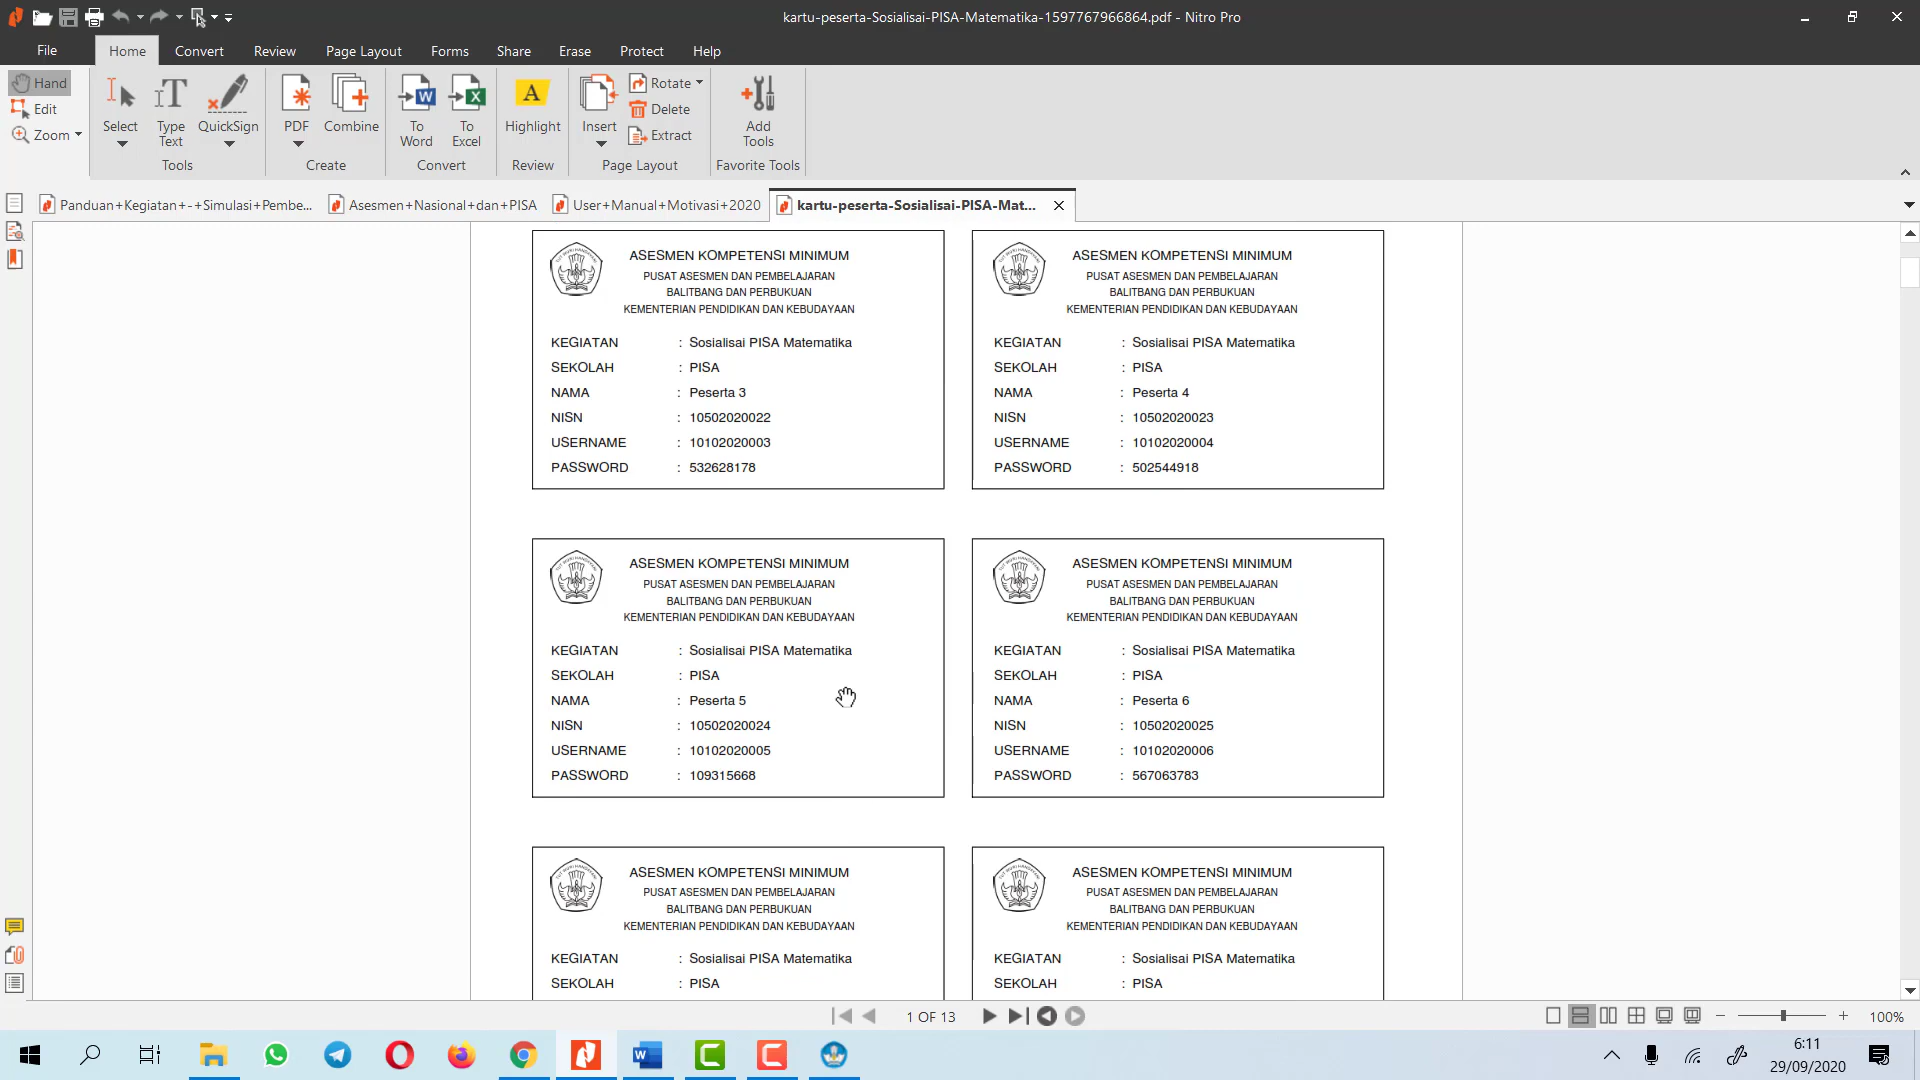 kartu-peserta-Sosialisai-PISA-Matematika-1597767966864.pdf - Nitro Pro
File
Home
Convert
Review
Page Layout
Forms
Share
Erase
Protect
Help
Hand
Edit
Zoom
Select
Type Text
QuickSign
Tools
PDF
Combine
Create
To Word
To Excel
Convert
Highlight
Review
Insert
Rotate
Delete
Extract
Page Layout
Add Tools
Favorite Tools
Panduan+Kegiatan+-+Simulasi+Pembe...
Asesmen+Nasional+dan+PISA
User+Manual+Motivasi+2020
kartu-peserta-Sosialisai-PISA-Mat...
ASESMEN KOMPETENSI MINIMUM
PUSAT ASESMEN DAN PEMBELAJARAN
BALITBANG DAN PERBUKUAN
KEMENTERIAN PENDIDIKAN DAN KEBUDAYAAN
KEGIATAN : Sosialisai PISA Matematika
SEKOLAH : PISA
NAMA : Peserta 3
NISN : 10502020022
USERNAME : 10102020003
PASSWORD : 532628178
ASESMEN KOMPETENSI MINIMUM
PUSAT ASESMEN DAN PEMBELAJARAN
BALITBANG DAN PERBUKUAN
KEMENTERIAN PENDIDIKAN DAN KEBUDAYAAN
KEGIATAN : Sosialisai PISA Matematika
SEKOLAH : PISA
NAMA : Peserta 4
NISN : 10502020023
USERNAME : 10102020004
PASSWORD : 502544918
ASESMEN KOMPETENSI MINIMUM
PUSAT ASESMEN DAN PEMBELAJARAN
BALITBANG DAN PERBUKUAN
KEMENTERIAN PENDIDIKAN DAN KEBUDAYAAN
KEGIATAN : Sosialisai PISA Matematika
SEKOLAH : PISA
NAMA : Peserta 5
NISN : 10502020024
USERNAME : 10102020005
PASSWORD : 109315668
ASESMEN KOMPETENSI MINIMUM
PUSAT ASESMEN DAN PEMBELAJARAN
BALITBANG DAN PERBUKUAN
KEMENTERIAN PENDIDIKAN DAN KEBUDAYAAN
KEGIATAN : Sosialisai PISA Matematika
SEKOLAH : PISA
NAMA : Peserta 6
NISN : 10502020025
USERNAME : 10102020006
PASSWORD : 567063783
ASESMEN KOMPETENSI MINIMUM
PUSAT ASESMEN DAN PEMBELAJARAN
BALITBANG DAN PERBUKUAN
KEMENTERIAN PENDIDIKAN DAN KEBUDAYAAN
KEGIATAN : Sosialisai PISA Matematika
SEKOLAH : PISA
ASESMEN KOMPETENSI MINIMUM
PUSAT ASESMEN DAN PEMBELAJARAN
BALITBANG DAN PERBUKUAN
KEMENTERIAN PENDIDIKAN DAN KEBUDAYAAN
KEGIATAN : Sosialisai PISA Matematika
SEKOLAH : PISA
1 OF 13
100%
6:11
29/09/2020